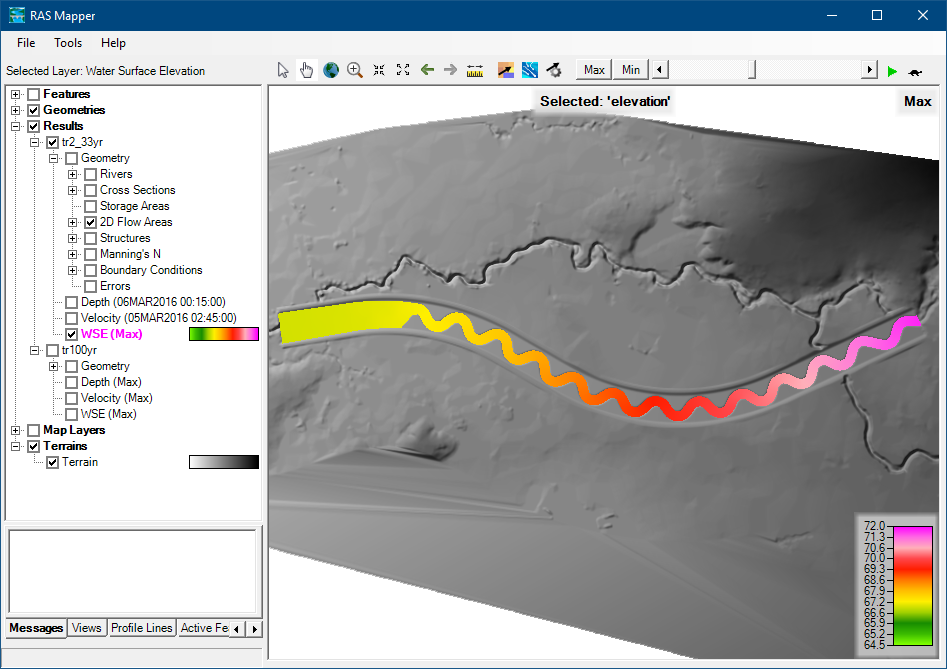 RAS Mapper
File Tools Help
Selected Layer: Water Surface Elevation
Max Min
Features
Geometries
Results
tr2_33yr
Geometry
Rivers
Cross Sections
Storage Areas
2D Flow Areas
Structures
Manning's N
Boundary Conditions
Errors
Depth (06MAR2016 00:15:00)
Velocity (05MAR2016 02:45:00)
WSE (Max)
tr100yr
Geometry
Depth (Max)
Velocity (Max)
WSE (Max)
Map Layers
Terrains
Terrain
Messages Views Profile Lines Active Fe
Selected: 'elevation'
Max
72.0
71.3
70.6
70.0
69.3
68.6
67.9
67.2
66.6
65.9
65.2
64.5